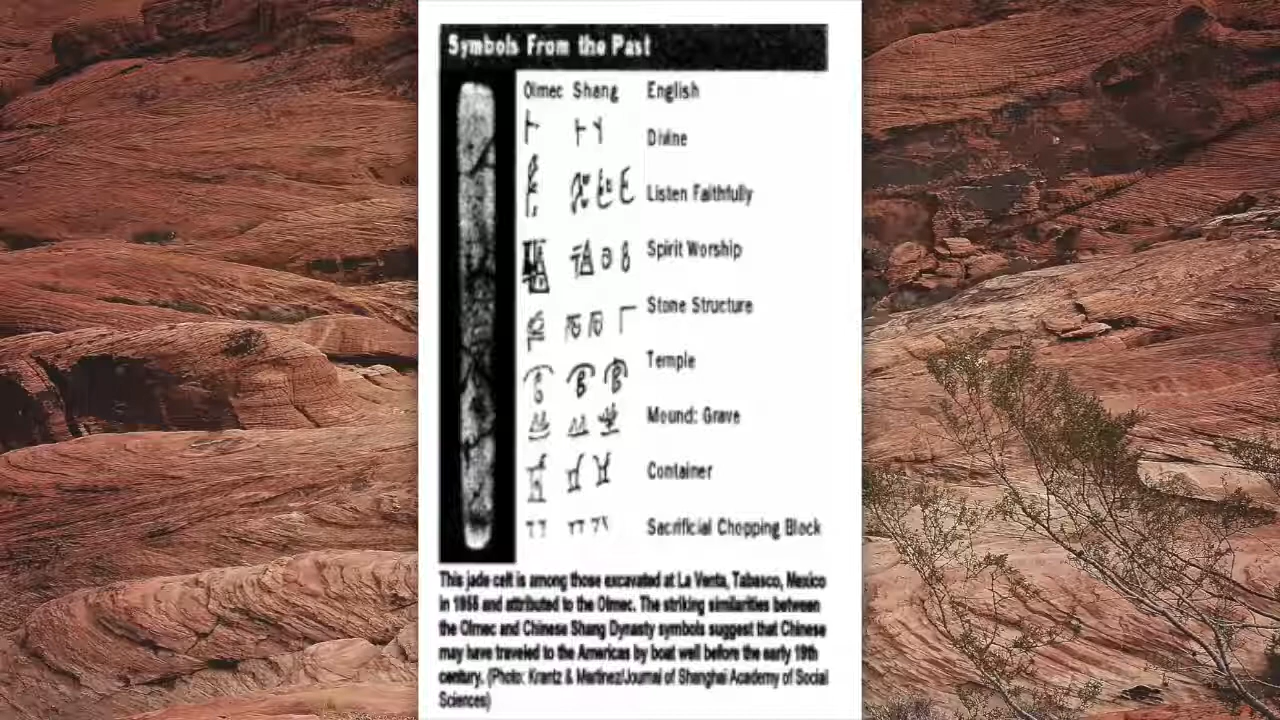 Symbols From the Past
Olmec Shang English
Divine
Listen Faithfully
Spirit Worship
Stone Structure
Temple
Mound: Grave
Container
Sacrificial Chopping Block
This jade celt is among those excavated at La Venta, Tabasco, Mexico
in and attributed to the Olmec. The striking similarities between
the Olmec and Chinese Shang Dynasty symbols suggest that Chinese
may have traveled to the Americas by boat well before the early 19th
century. (Photo: Krantz & Martinez/Journal of Shanghai Academy of Social
Sciences)